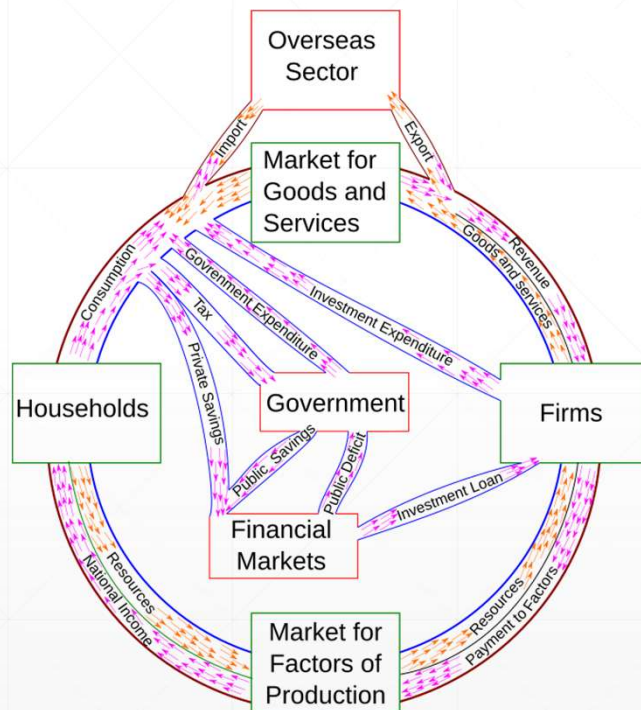 Overseas
Sector
Import
Export
Market for
Goods and
Services
Consumption
Revenue
Goods and services
Tax
Govrenment Expenditure
Investment Expenditure
Private Savings
Households
Government
Firms
Public Savings
Public Deficit
Investment Loan
Financial
Markets
Resources
National Income
Resources
Payment to Factors
Market for
Factors of
Production